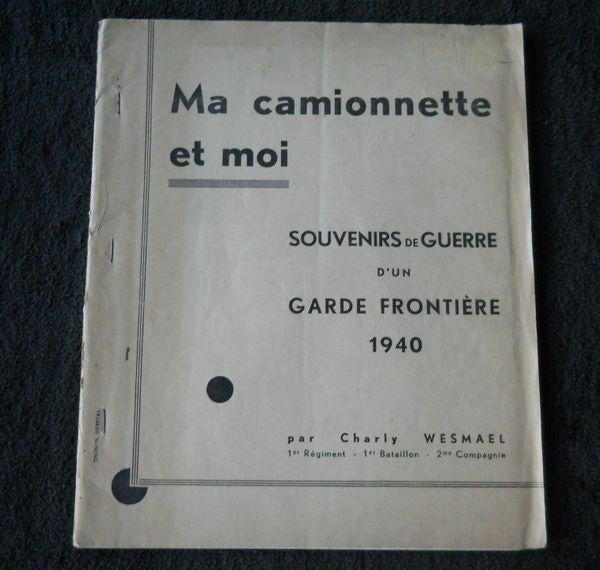 Ma camionnette
et moi
SOUVENIRS DE GUERRE
D'UN
GARDE FRONTIÈRE
1940
par Charly WESMAEL
1er Régiment - 1er Bataillon - 2me Compagnie